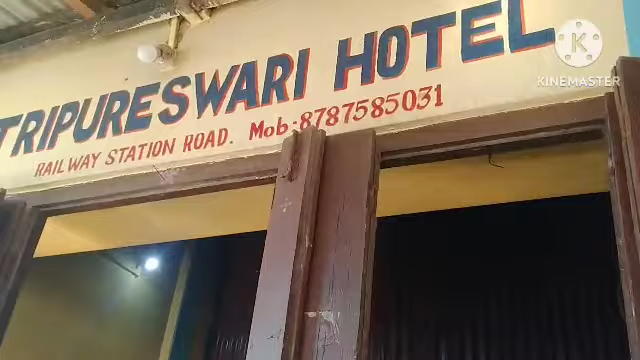 TRIPURESWARI HOTEL
RAILWAY STATION ROAD. Mob:-8787585031
K
KINEMASTER